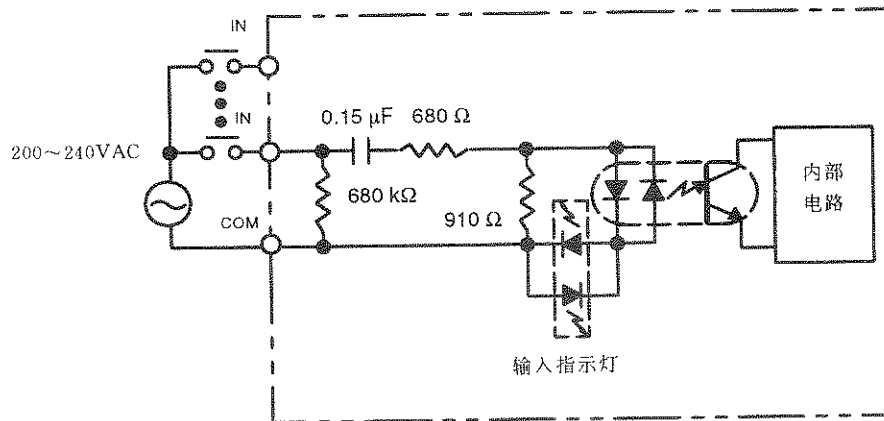 IN
IN
0.15 μF 680 Ω
200～240VAC
680 kΩ
COM
910 Ω
内部
电路
输入指示灯